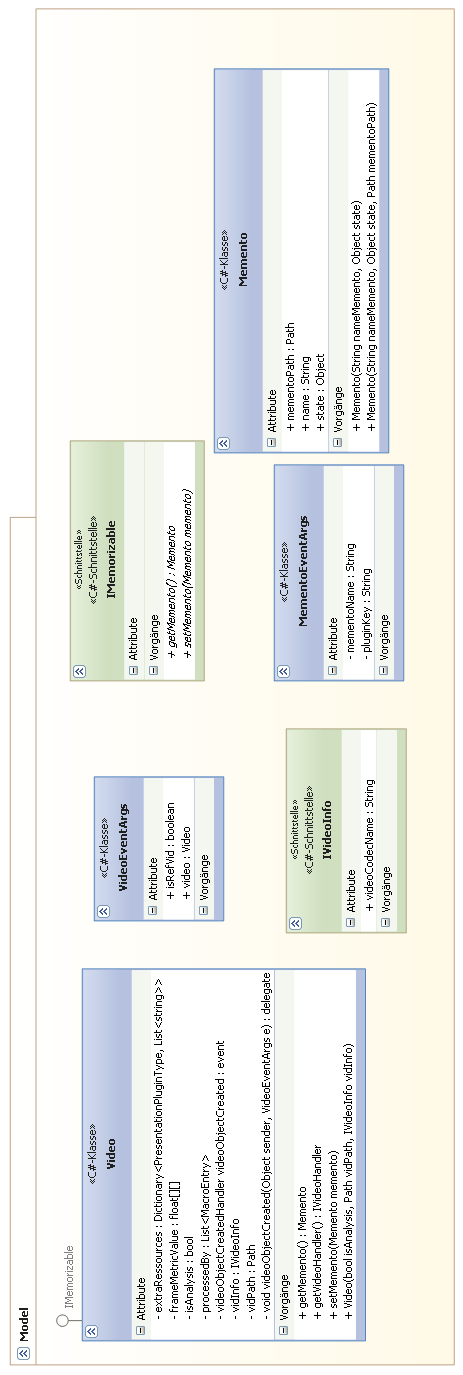 Model
IMemorizable
«C#-Klasse»
Video
Attribute
- extraRessources : Dictionary<PresentationPluginType, List<string>>
- frameMetricValue : float[][]
- isAnalysis : bool
- processedBy : List<MacroEntry>
- videoObjectCreatedHandler videoObjectCreated : event
- vidInfo : IVideoInfo
- vidPath : Path
- void videoObjectCreated(Object sender, VideoEventArgs e) : delegate
Vorgänge
+ getMemento() : Memento
+ getVideoHandler() : IVideoHandler
+ setMemento(Memento memento)
+ Video(bool isAnalysis, Path vidPath, IVideoInfo vidInfo)
«C#-Klasse»
VideoEventArgs
Attribute
+ isRefVid : boolean
+ video : Video
Vorgänge
«Schnittstelle»
«C#-Schnittstelle»
IVideoInfo
Attribute
+ videoCodecName : String
Vorgänge
«Schnittstelle»
«C#-Schnittstelle»
IMemorizable
Attribute
Vorgänge
+ getMemento() : Memento
+ setMemento(Memento memento)
«C#-Klasse»
MementoEventArgs
Attribute
- mementoName : String
- pluginKey : String
Vorgänge
«C#-Klasse»
Memento
Attribute
+ mementoPath : Path
+ name : String
+ state : Object
Vorgänge
+ Memento(String nameMemento, Object state)
+ Memento(String nameMemento, Object state, Path mementoPath)